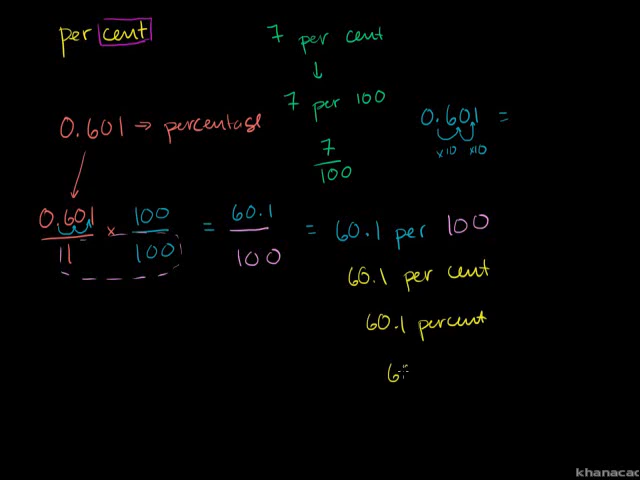 per cent
7 per cent
↓
7 per 100
7/100
0.601 → percentage
0.601 =
×10 ×10
0.601/1 × 100/100 = 60.1/100 = 60.1 per 100
60.1 per cent
60.1 percent
6
khanacad